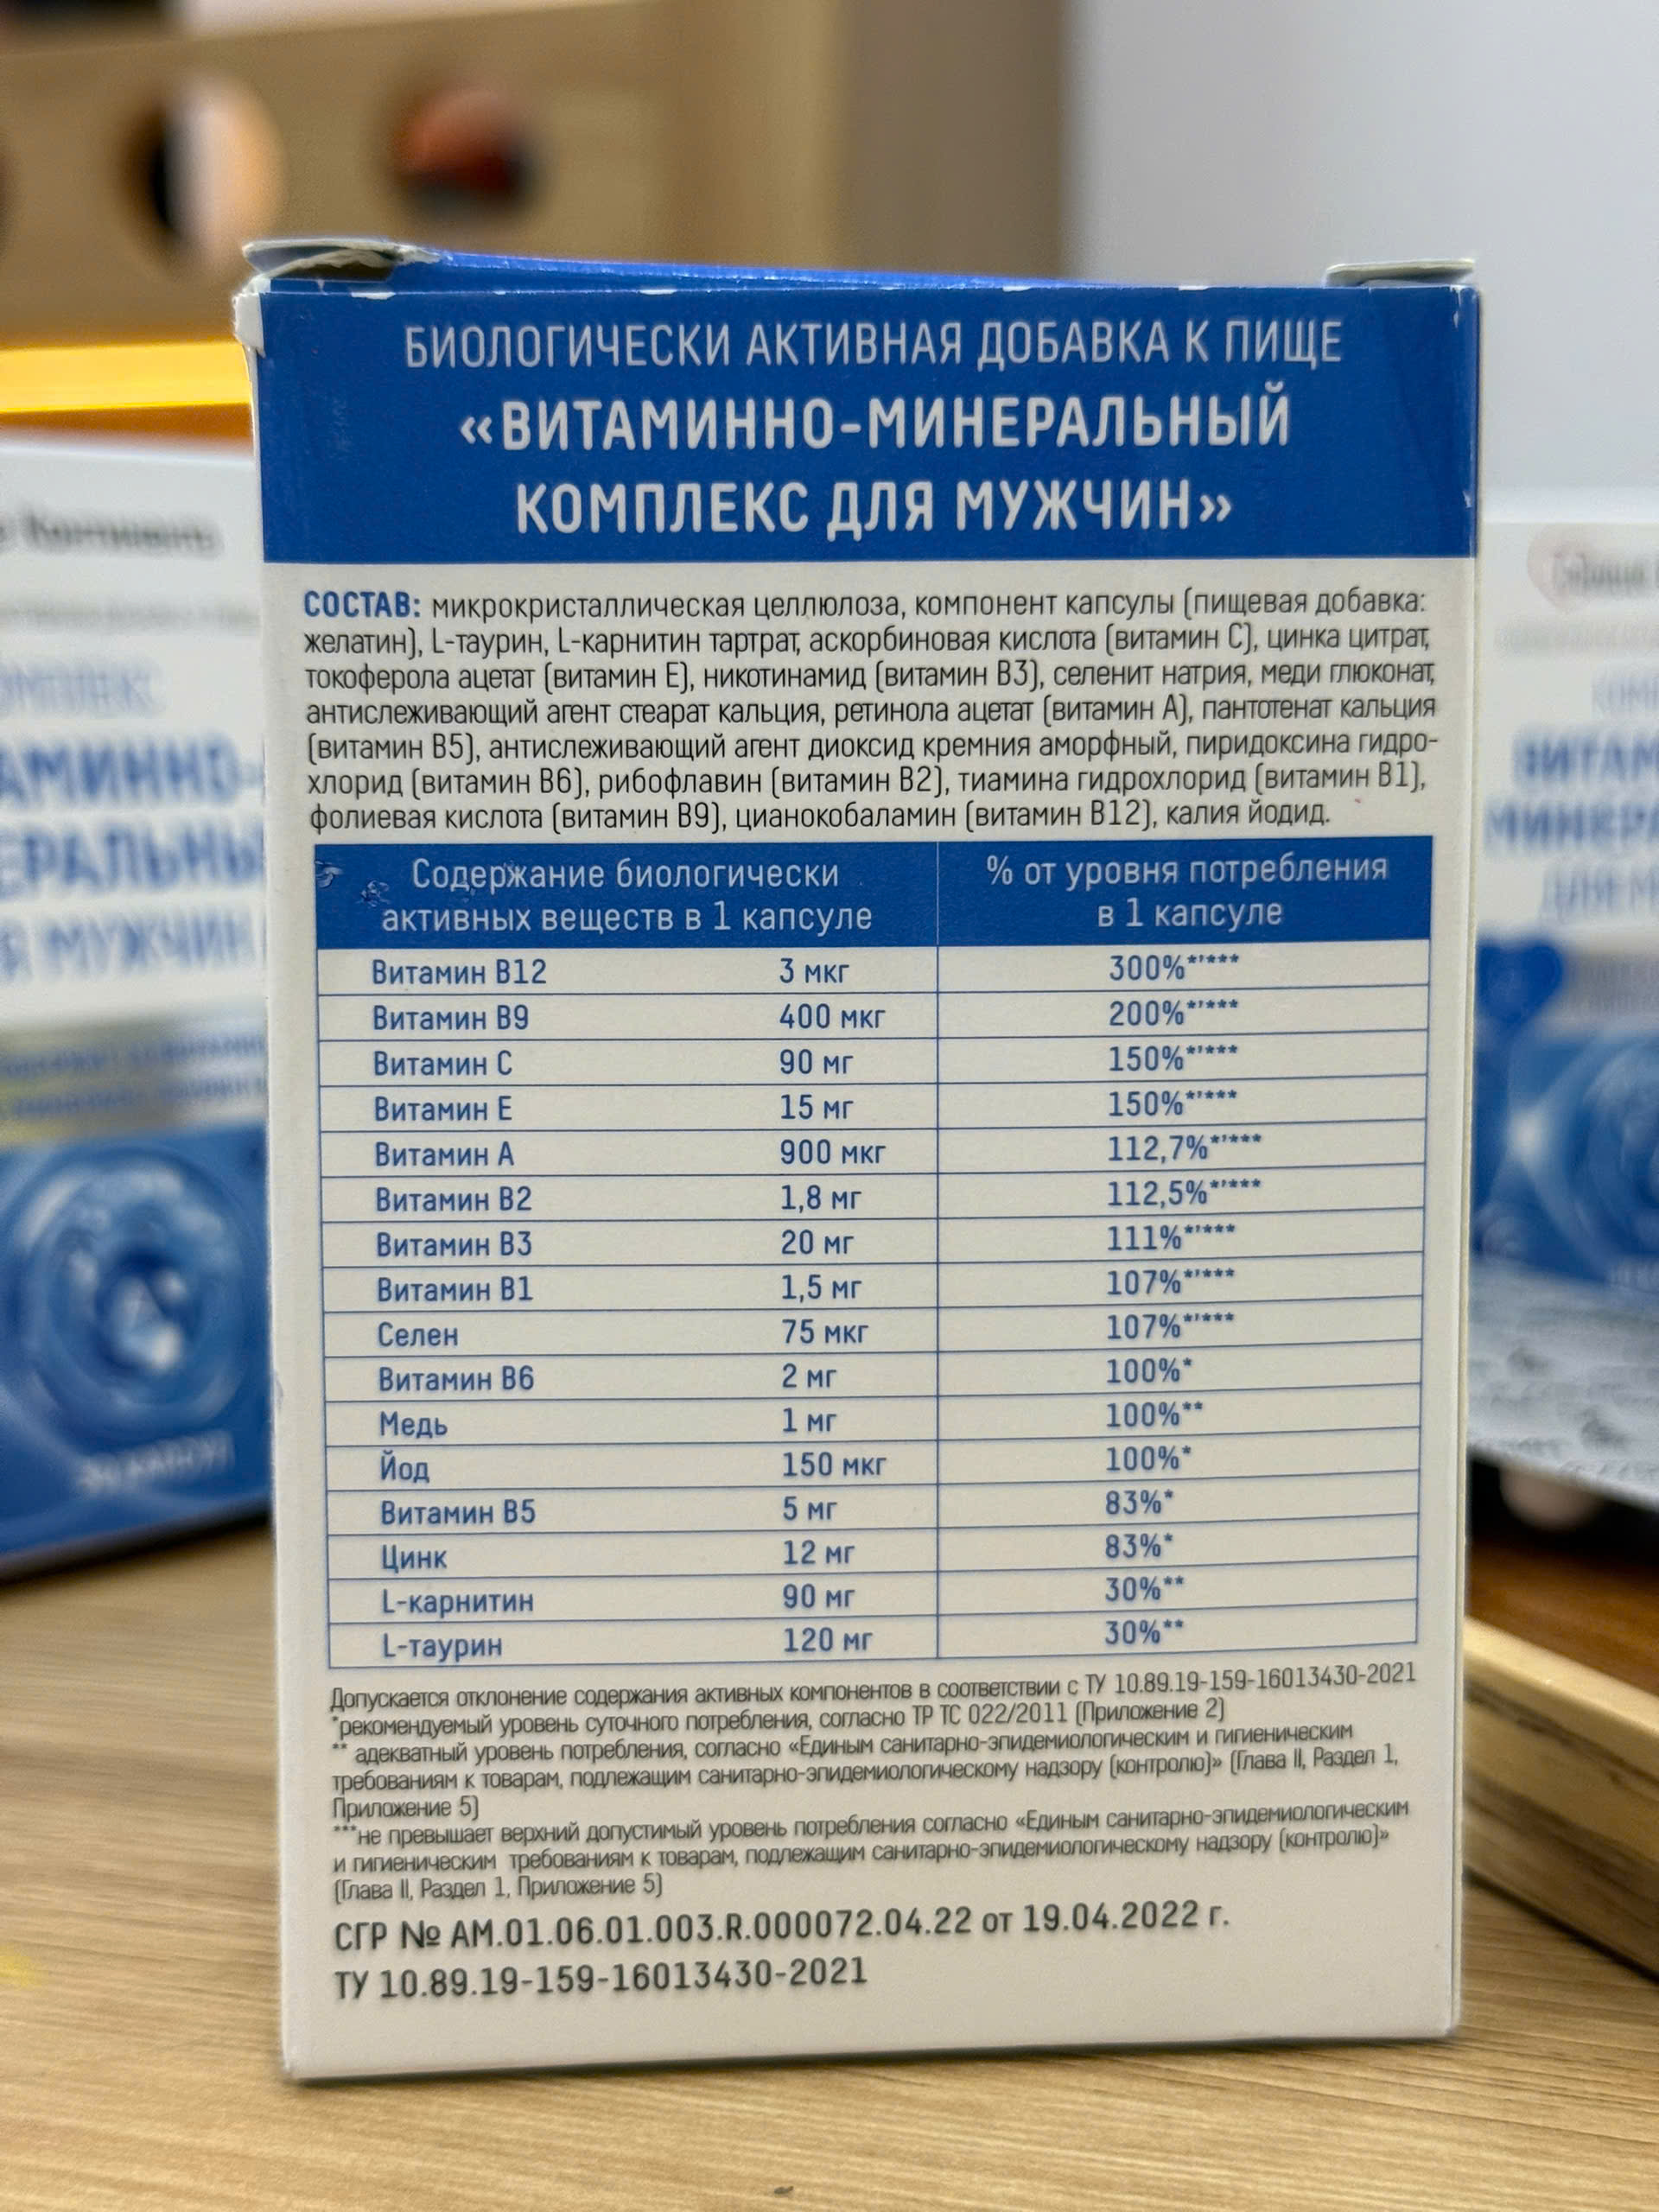 БИОЛОГИЧЕСКИ АКТИВНАЯ ДОБАВКА К ПИЩЕ
«ВИТАМИННО-МИНЕРАЛЬНЫЙ
КОМПЛЕКС ДЛЯ МУЖЧИН»
СОСТАВ: микрокристаллическая целлюлоза, компонент капсулы (пищевая добавка:
желатин), L-таурин, L-карнитин тартрат, аскорбиновая кислота (витамин С), цинка цитрат,
токоферола ацетат (витамин Е), никотинамид (витамин В3), селенит натрия, меди глюконат,
антислеживающий агент стеарат кальция, ретинола ацетат (витамин А), пантотенат кальция
(витамин В5), антислеживающий агент диоксид кремния аморфный, пиридоксина гидро-
хлорид (витамин В6), рибофлавин (витамин В2), тиамина гидрохлорид (витамин В1),
фолиевая кислота (витамин В9), цианокобаламин (витамин В12), калия йодид.
Содержание биологически
активных веществ в 1 капсуле
% от уровня потребления
в 1 капсуле
Витамин В12 3 мкг 300%*'***
Витамин В9 400 мкг 200%*'***
Витамин С 90 мг 150%*'***
Витамин Е 15 мг 150%*'***
Витамин А 900 мкг 112,7%*'***
Витамин В2 1,8 мг 112,5%*'***
Витамин В3 20 мг 111%*'***
Витамин В1 1,5 мг 107%*'***
Селен 75 мкг 107%*'***
Витамин В6 2 мг 100%*
Медь 1 мг 100%**
Йод 150 мкг 100%*
Витамин В5 5 мг 83%*
Цинк 12 мг 83%*
L-карнитин 90 мг 30%**
L-таурин 120 мг 30%**
Допускается отклонение содержания активных компонентов в соответствии с ТУ 10.89.19-159-16013430-2021
*рекомендуемый уровень суточного потребления, согласно ТР ТС 022/2011 (Приложение 2)
** адекватный уровень потребления, согласно «Единым санитарно-эпидемиологическим и гигиеническим
требованиям к товарам, подлежащим санитарно-эпидемиологическому надзору (контролю)» (Глава II, Раздел 1,
Приложение 5)
***не превышает верхний допустимый уровень потребления согласно «Единым санитарно-эпидемиологическим
и гигиеническим требованиям к товарам, подлежащим санитарно-эпидемиологическому надзору (контролю)»
(Глава II, Раздел 1, Приложение 5)
СГР № АМ.01.06.01.003.R.000072.04.22 от 19.04.2022 г.
ТУ 10.89.19-159-16013430-2021